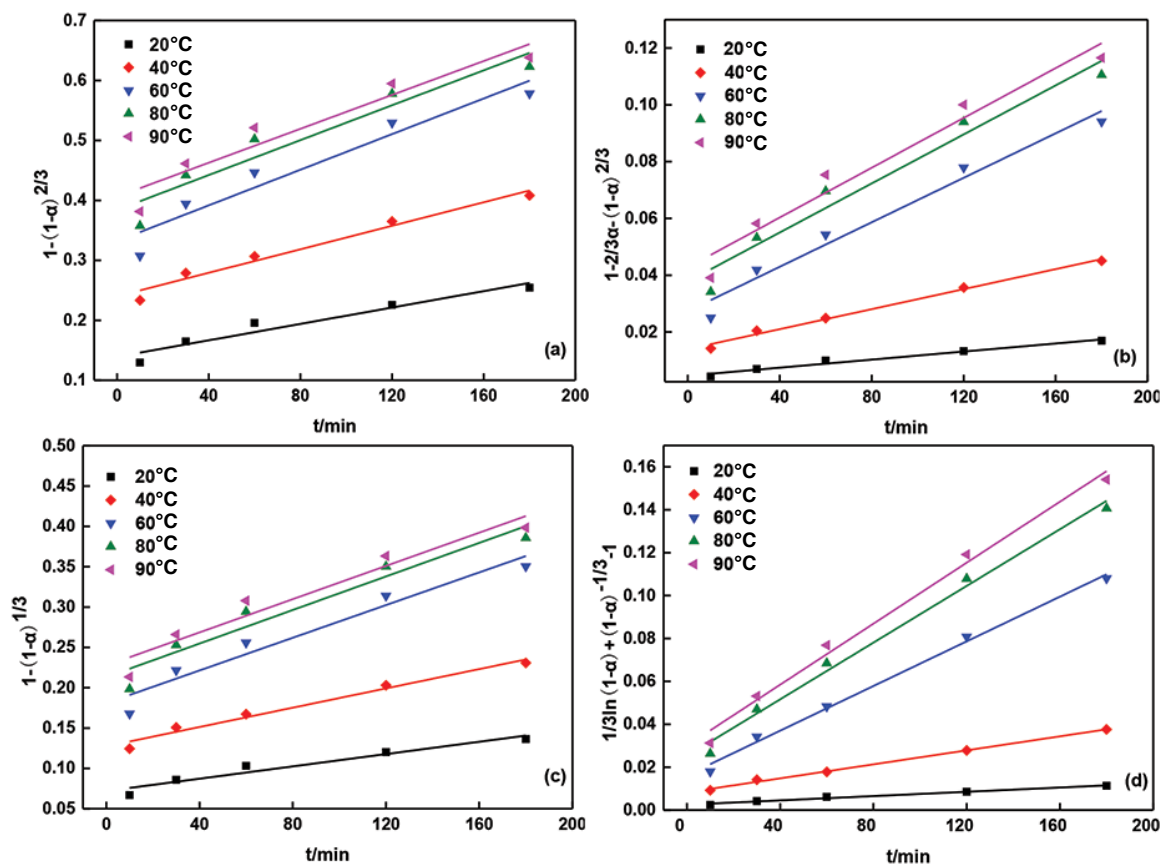 0.7
0.6
0.5
0.4
0.3
0.2
0.1
1-(1-α)^2/3
20°C
40°C
60°C
80°C
90°C
(a)
0 40 80 120 160 200
t/min
0.12
0.10
0.08
0.06
0.04
0.02
1-2/3α-(1-α)^2/3
20°C
40°C
60°C
80°C
90°C
(b)
0 40 80 120 160 200
t/min
0.50
0.45
0.40
0.35
0.30
0.25
0.20
0.15
0.10
0.05
1-(1-α)^1/3
20°C
40°C
60°C
80°C
90°C
(c)
0 40 80 120 160 200
t/min
0.16
0.14
0.12
0.10
0.08
0.06
0.04
0.02
0.00
1/3ln(1-α)+(1-α)^-1/3-1
20°C
40°C
60°C
80°C
90°C
(d)
0 40 80 120 160 200
t/min